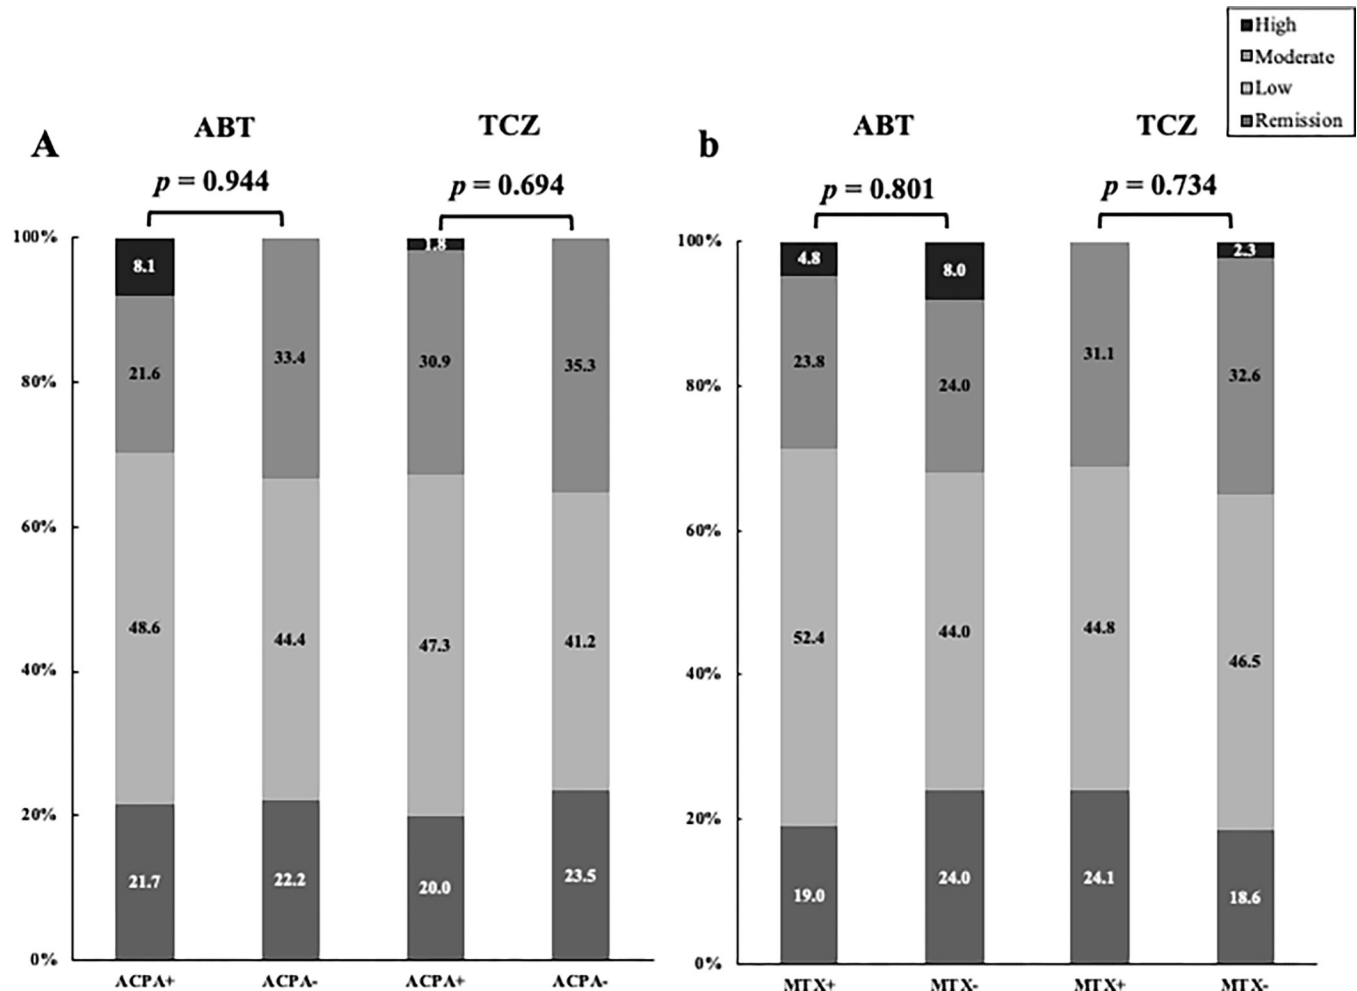 High
Moderate
Low
Remission
A
ABT
TCZ
p = 0.944
p = 0.694
100%
80%
60%
40%
20%
0%
8.1
21.6
48.6
21.7
33.4
44.4
22.2
1.8
30.9
47.3
20.0
35.3
41.2
23.5
ACPA+
ACPA-
ACPA+
ACPA-
b
ABT
TCZ
p = 0.801
p = 0.734
100%
80%
60%
40%
20%
0%
4.8
23.8
52.4
19.0
8.0
24.0
44.0
24.0
31.1
44.8
24.1
2.3
32.6
46.5
18.6
MTX+
MTX-
MTX+
MTX-